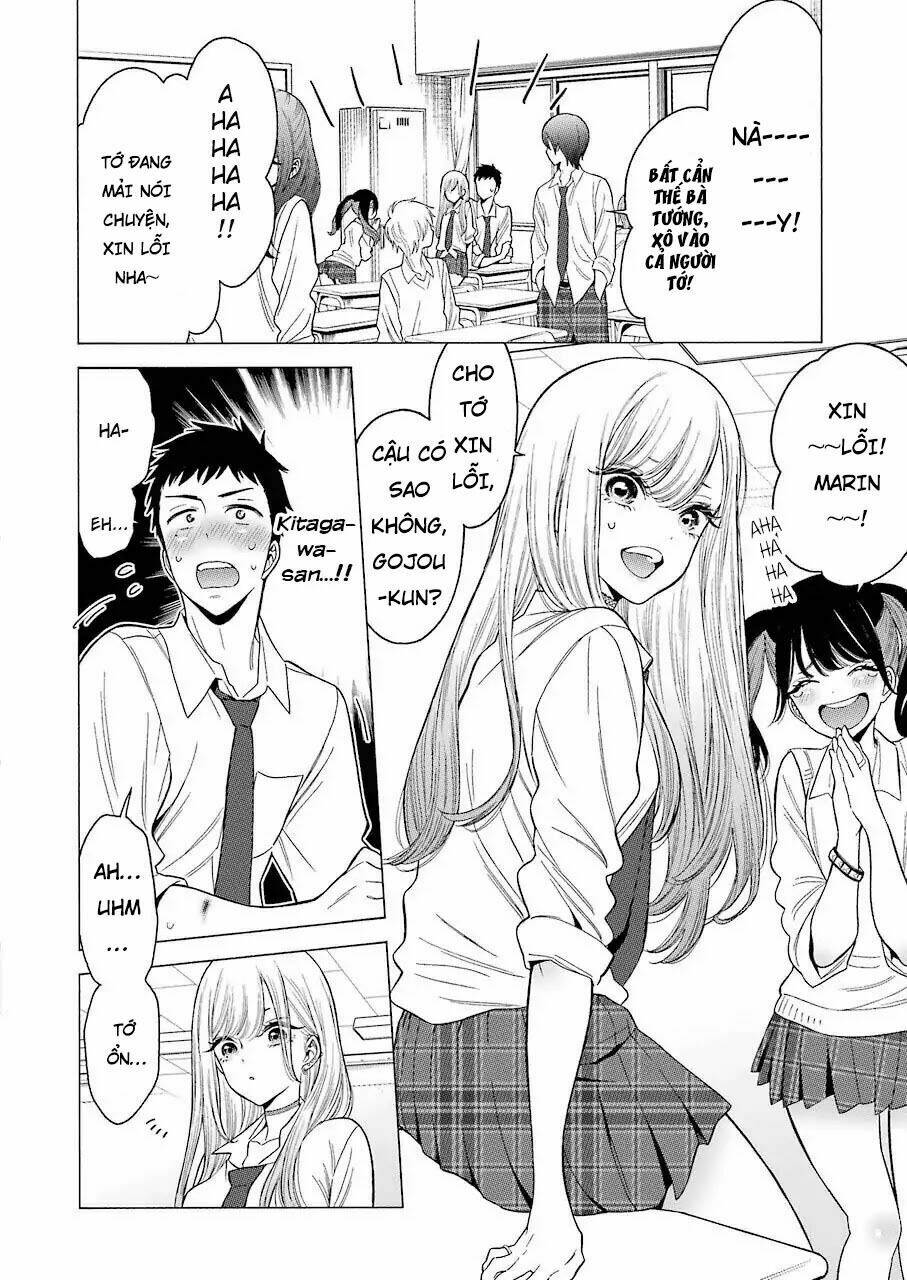 NÀ----
---
---Y!
BẤT CẨN
THẾ BÀ
TƯỚNG,
XÔ VÀO
CẢ NGƯỜI
TỚ!
A
HA
HA
HA
HA
!!
TỚ ĐANG
MẢI NÓI
CHUYỆN,
XIN LỖI
NHA~
XIN
~~LỖI!
MARIN
~~!
AHA
HA
HA
HA
CHO
TỚ
XIN
LỖI,
CẬU CÓ
SAO
KHÔNG,
GOJOU
-KUN?
Kitaga-
wa-
san...!!
HA-
EH...
AH...
UHM
...
TỚ
ỔN...